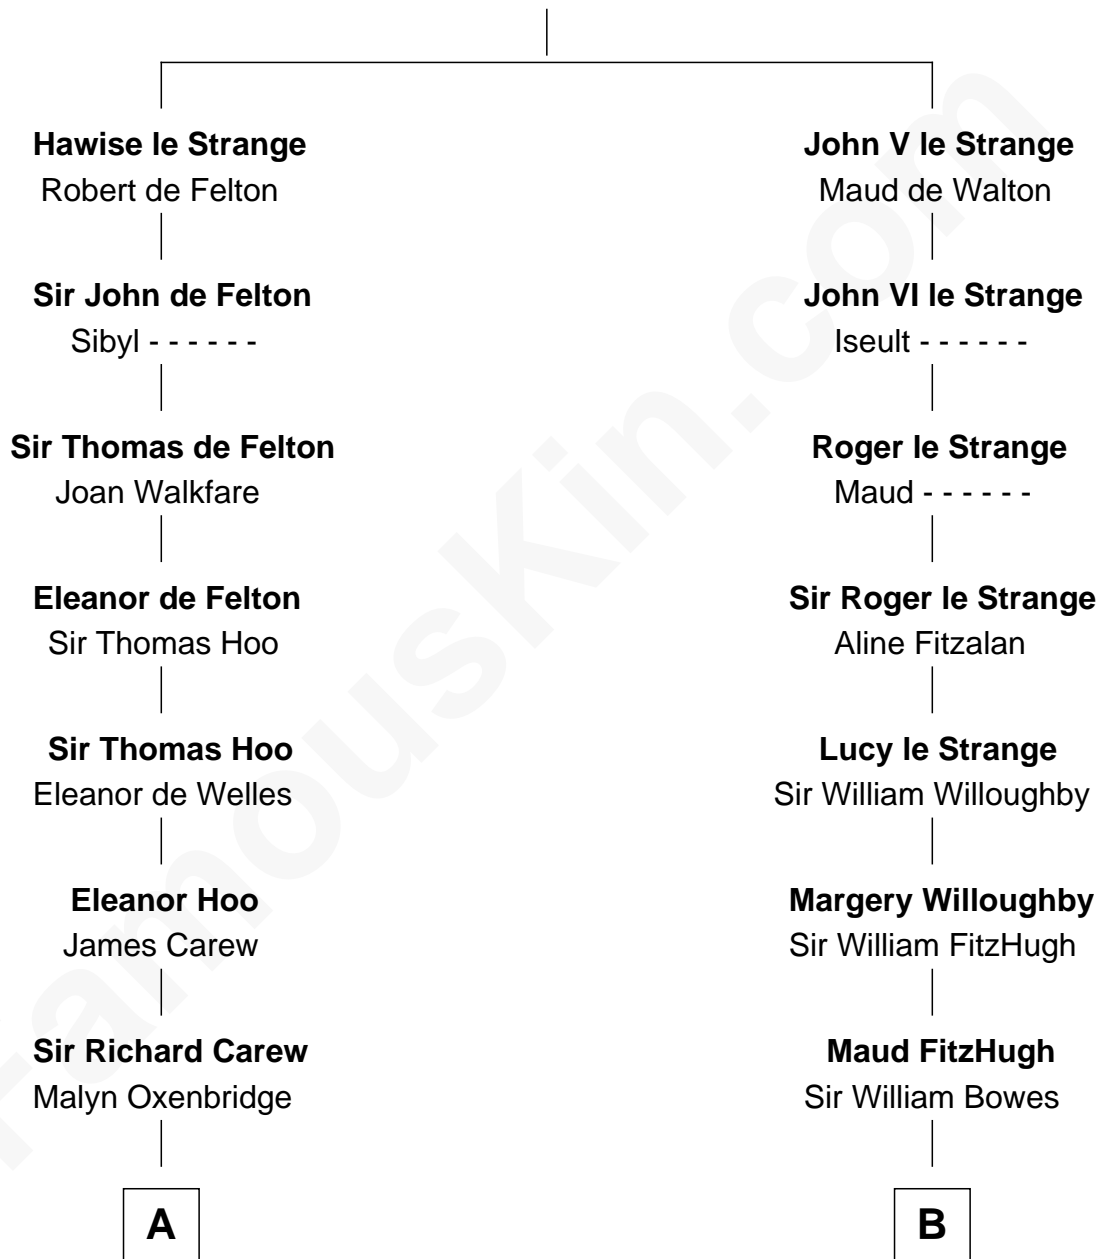 Hawise le Strange
Robert de Felton
Sir John de Felton
Sibyl - - - - - -
Sir Thomas de Felton
Joan Walkfare
Eleanor de Felton
Sir Thomas Hoo
Sir Thomas Hoo
Eleanor de Welles
Eleanor Hoo
James Carew
Sir Richard Carew
Malyn Oxenbridge
A
John V le Strange
Maud de Walton
John VI le Strange
Iseult - - - - - -
Roger le Strange
Maud - - - - - -
Sir Roger le Strange
Aline Fitzalan
Lucy le Strange
Sir William Willoughby
Margery Willoughby
Sir William FitzHugh
Maud FitzHugh
Sir William Bowes
B
FamousKin.com